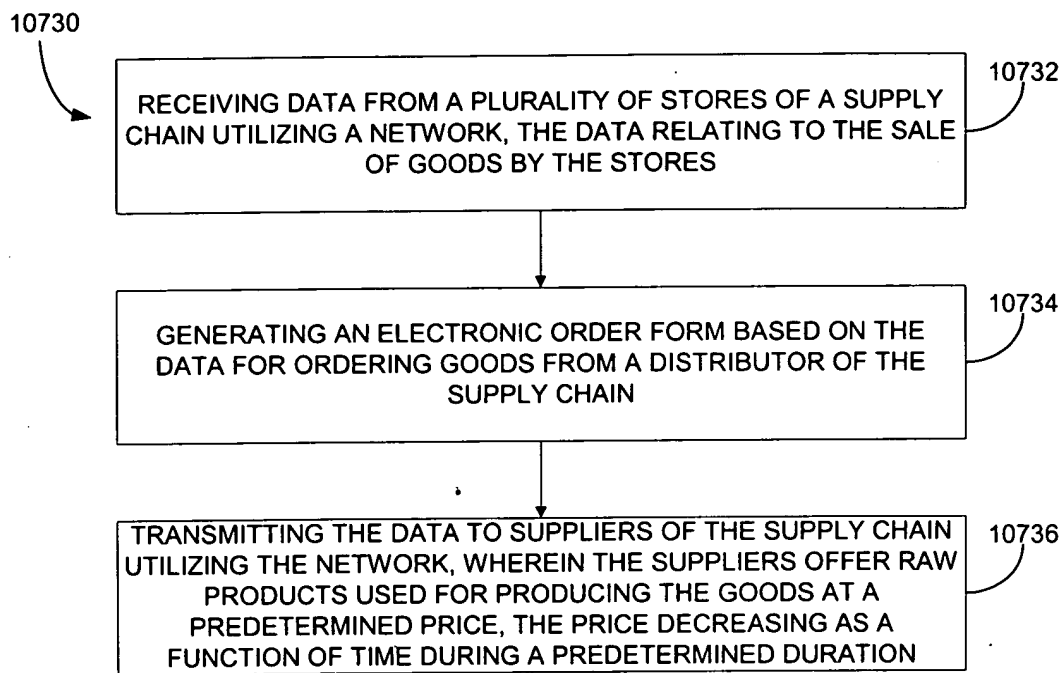 10730
10732
RECEIVING DATA FROM A PLURALITY OF STORES OF A SUPPLY
CHAIN UTILIZING A NETWORK, THE DATA RELATING TO THE SALE
OF GOODS BY THE STORES
10734
GENERATING AN ELECTRONIC ORDER FORM BASED ON THE
DATA FOR ORDERING GOODS FROM A DISTRIBUTOR OF THE
SUPPLY CHAIN
10736
TRANSMITTING THE DATA TO SUPPLIERS OF THE SUPPLY CHAIN
UTILIZING THE NETWORK, WHEREIN THE SUPPLIERS OFFER RAW
PRODUCTS USED FOR PRODUCING THE GOODS AT A
PREDETERMINED PRICE, THE PRICE DECREASING AS A
FUNCTION OF TIME DURING A PREDETERMINED DURATION